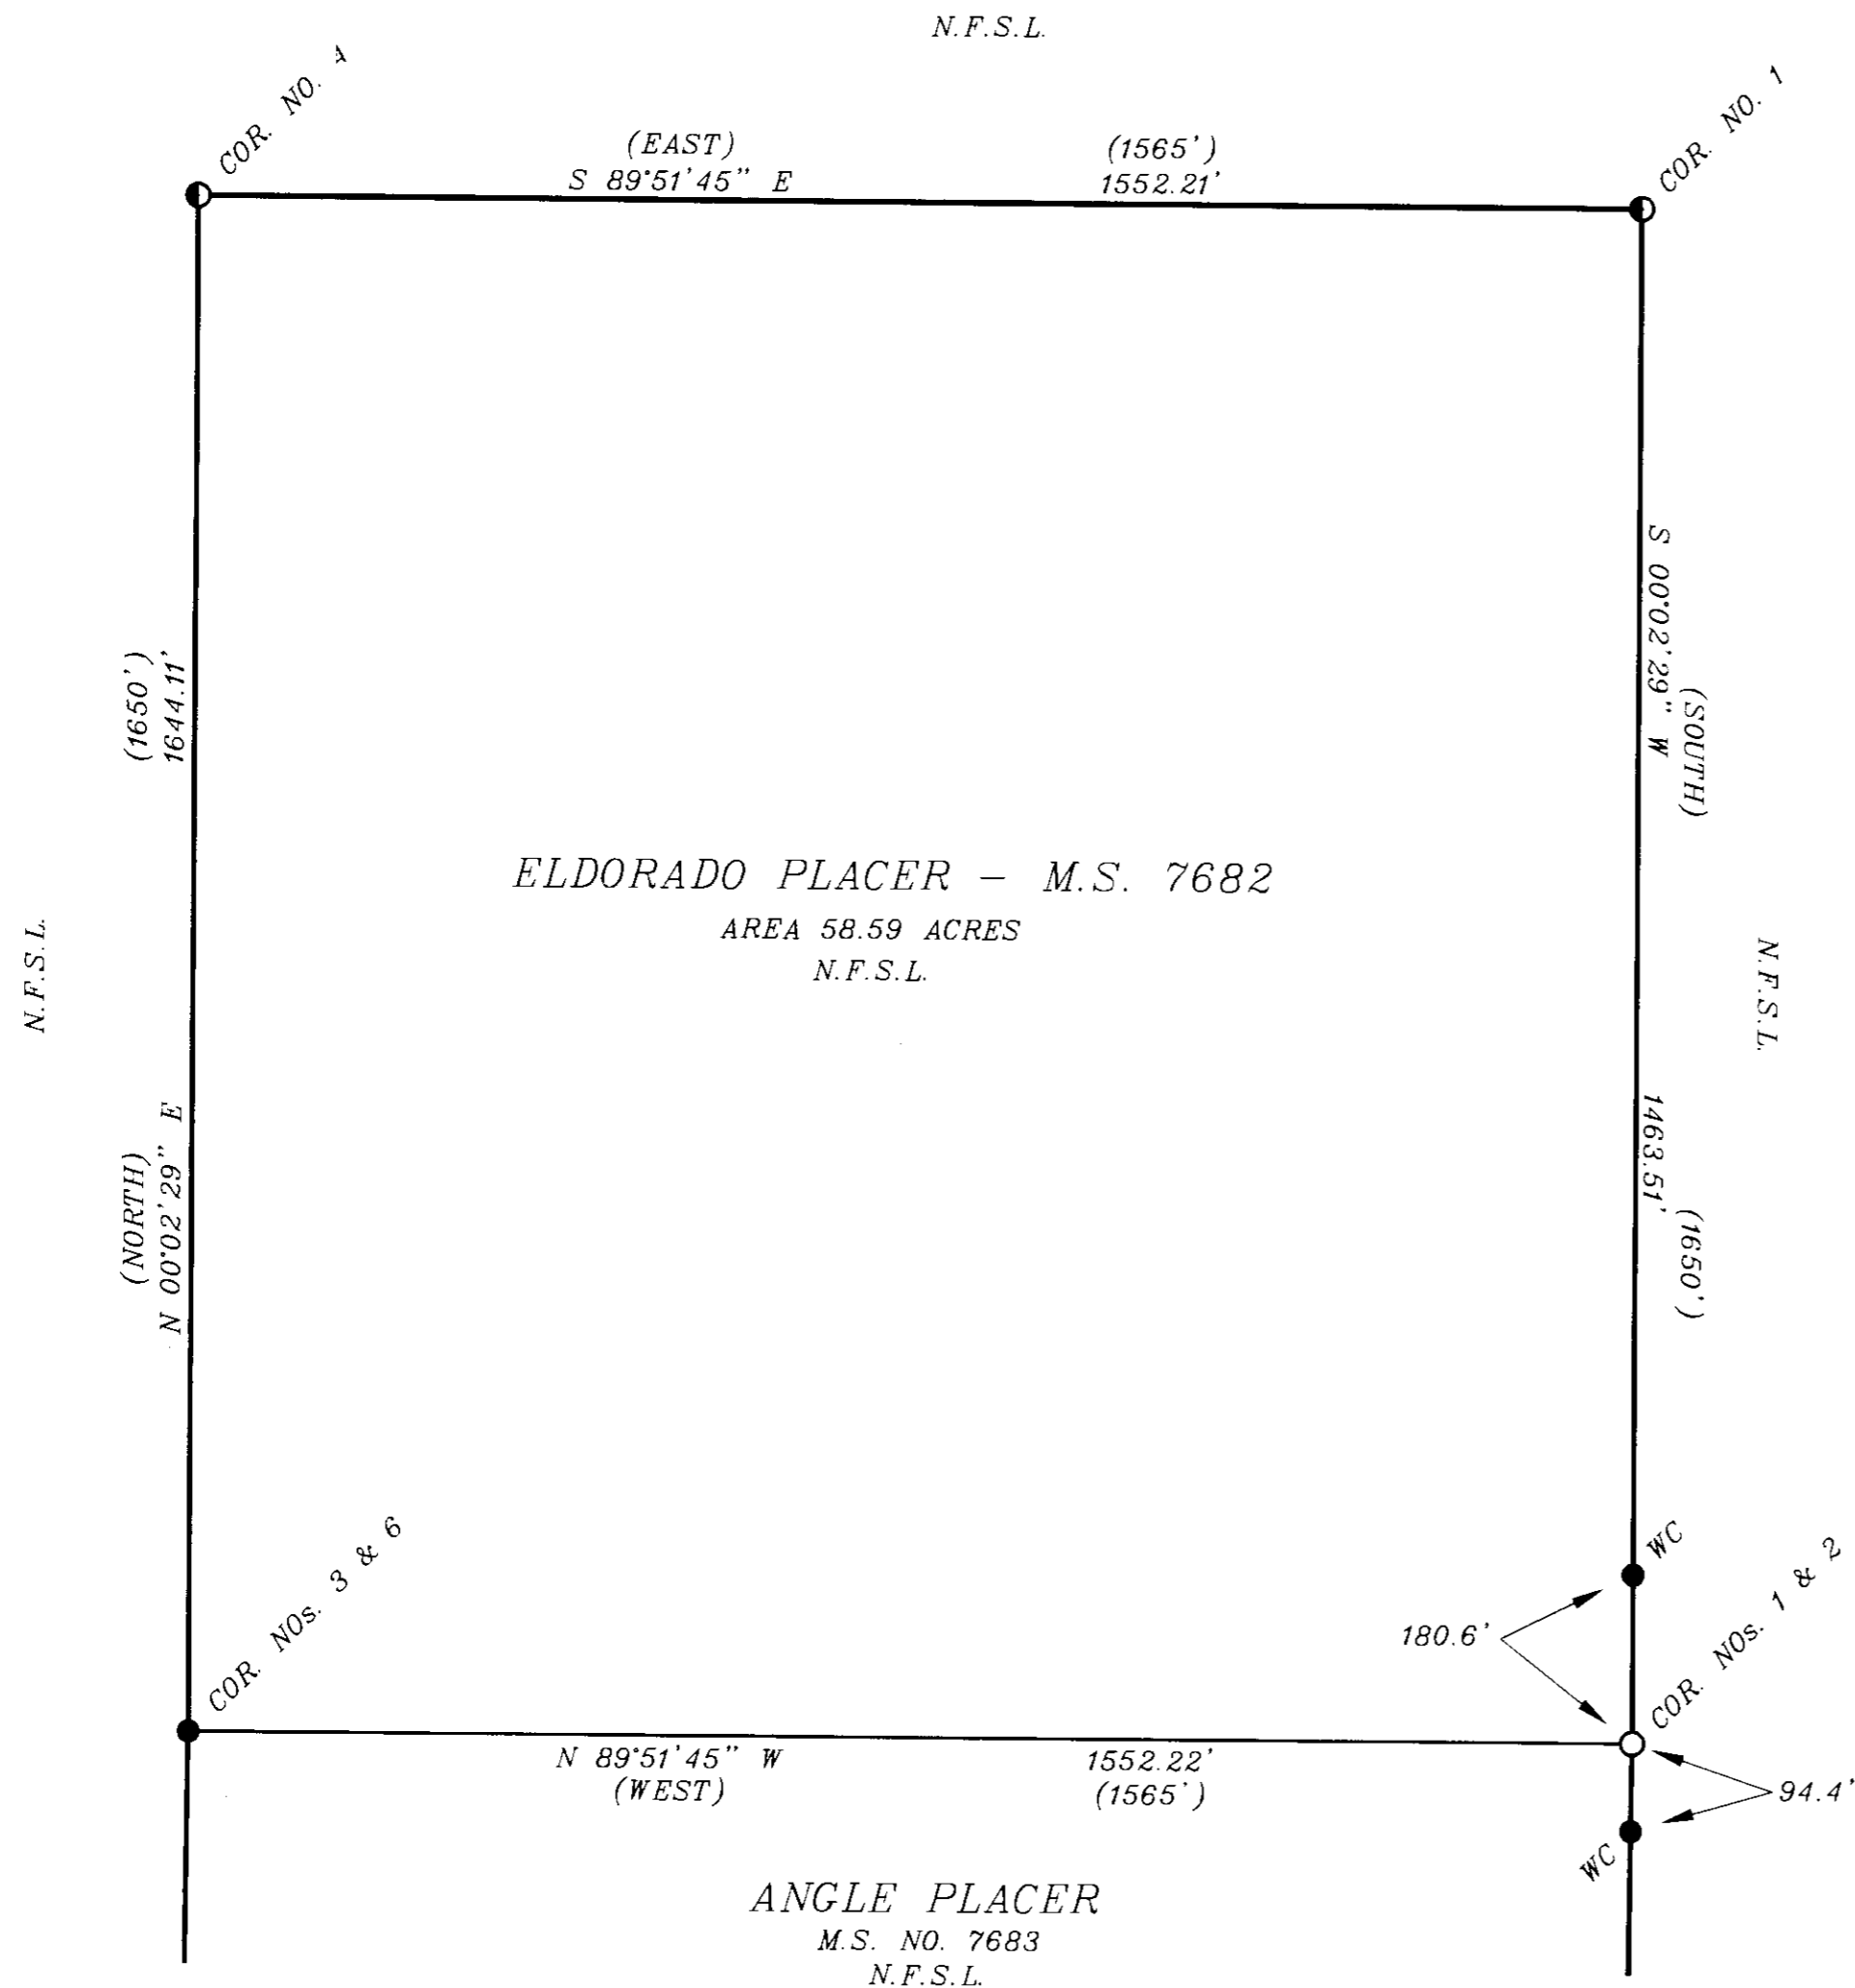 N.F.S.L.
COR. NO. 4
COR. NO. 1
(EAST)
S 89°51'45" E
(1565')
1552.21'
(1650')
1644.11'
S 00°02'29" W
(SOUTH)
ELDORADO PLACER – M.S. 7682
AREA 58.59 ACRES
N.F.S.L.
N.F.S.L.
N.F.S.L.
(NORTH)
N 00°02'29" E
1463.51'
(1650')
COR. NOs. 3 & 6
WC
180.6'
COR. NOs. 1 & 2
N 89°51'45" W
(WEST)
1552.22'
(1565')
94.4'
WC
ANGLE PLACER
M.S. NO. 7683
N.F.S.L.